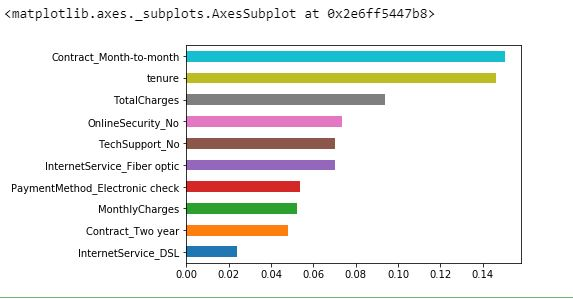 <matplotlib.axes._subplots.AxesSubplot at 0x2e6ff5447b8>
Contract_Month-to-month
tenure
TotalCharges
OnlineSecurity_No
TechSupport_No
InternetService_Fiber optic
PaymentMethod_Electronic check
MonthlyCharges
Contract_Two year
InternetService_DSL
0.00 0.02 0.04 0.06 0.08 0.10 0.12 0.14